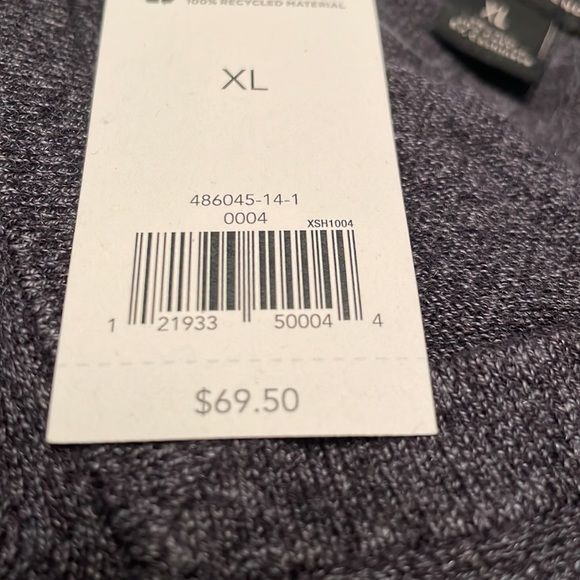 100% RECYCLED MATERIAL
XL
486045-14-1
0004
XSH1004
1 21933 50004 4
$69.50
XL